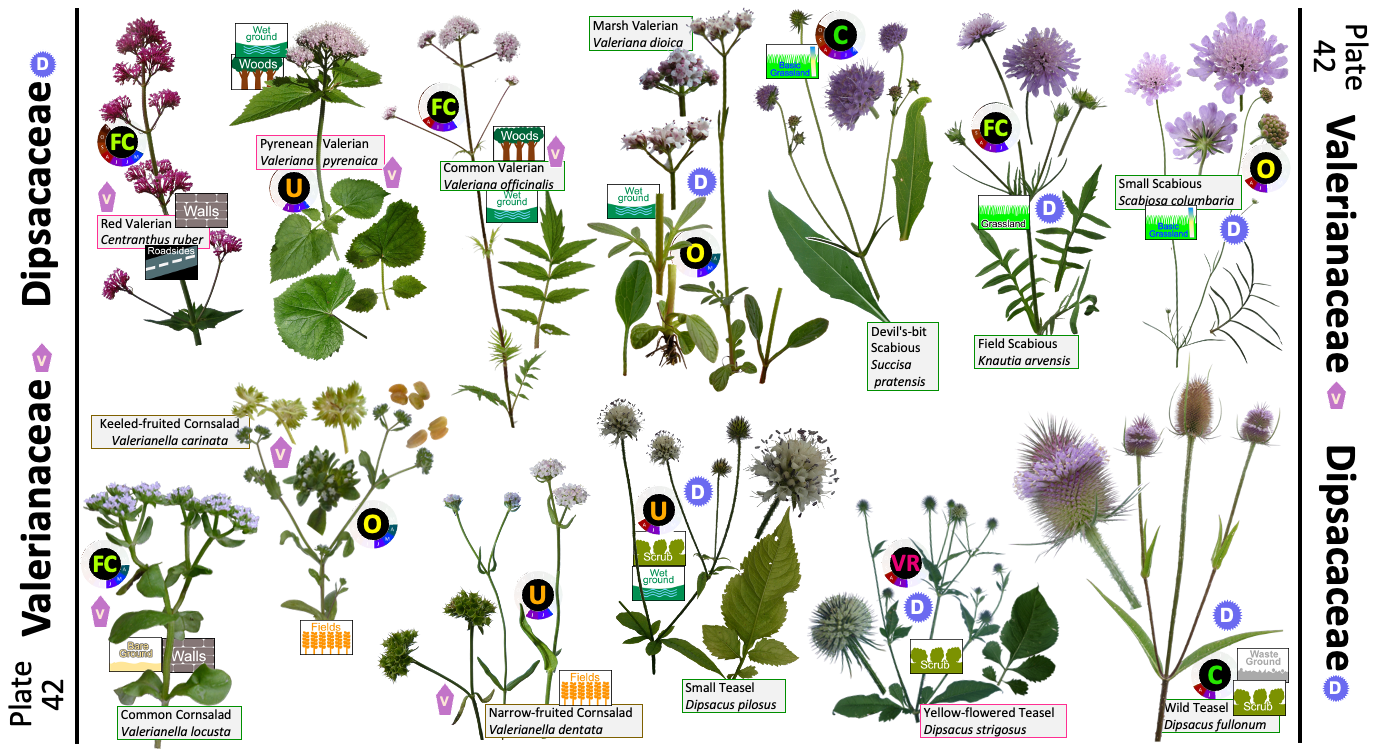 Plate
42
Valerianaceae
V
Dipsacaceae
D
FC
V
Walls
Red Valerian
Centranthus ruber
Roadsides
Wet
ground
Woods
Pyrenean Valerian
Valeriana pyrenaica
V
U
FC
Woods
V
Common Valerian
Valeriana officinalis
Wet
ground
Marsh Valerian
Valeriana dioica
D
Wet
ground
O
C
Basic
Grassland
Devil's-bit
Scabious
Succisa
pratensis
FC
Grassland
D
Field Scabious
Knautia arvensis
O
Small Scabious
Scabiosa columbaria
Basic
Grassland
D
Keeled-fruited Cornsalad
Valerianella carinata
V
O
Fields
FC
V
Bare
Ground
Walls
Common Cornsalad
Valerianella locusta
U
V
Fields
Narrow-fruited Cornsalad
Valerianella dentata
D
U
Scrub
Wet
ground
Small Teasel
Dipsacus pilosus
VR
D
Scrub
Yellow-flowered Teasel
Dipsacus strigosus
D
C
Waste
Ground
Scrub
Wild Teasel
Dipsacus fullonum
Plate
42
Valerianaceae
V
Dipsacaceae
D